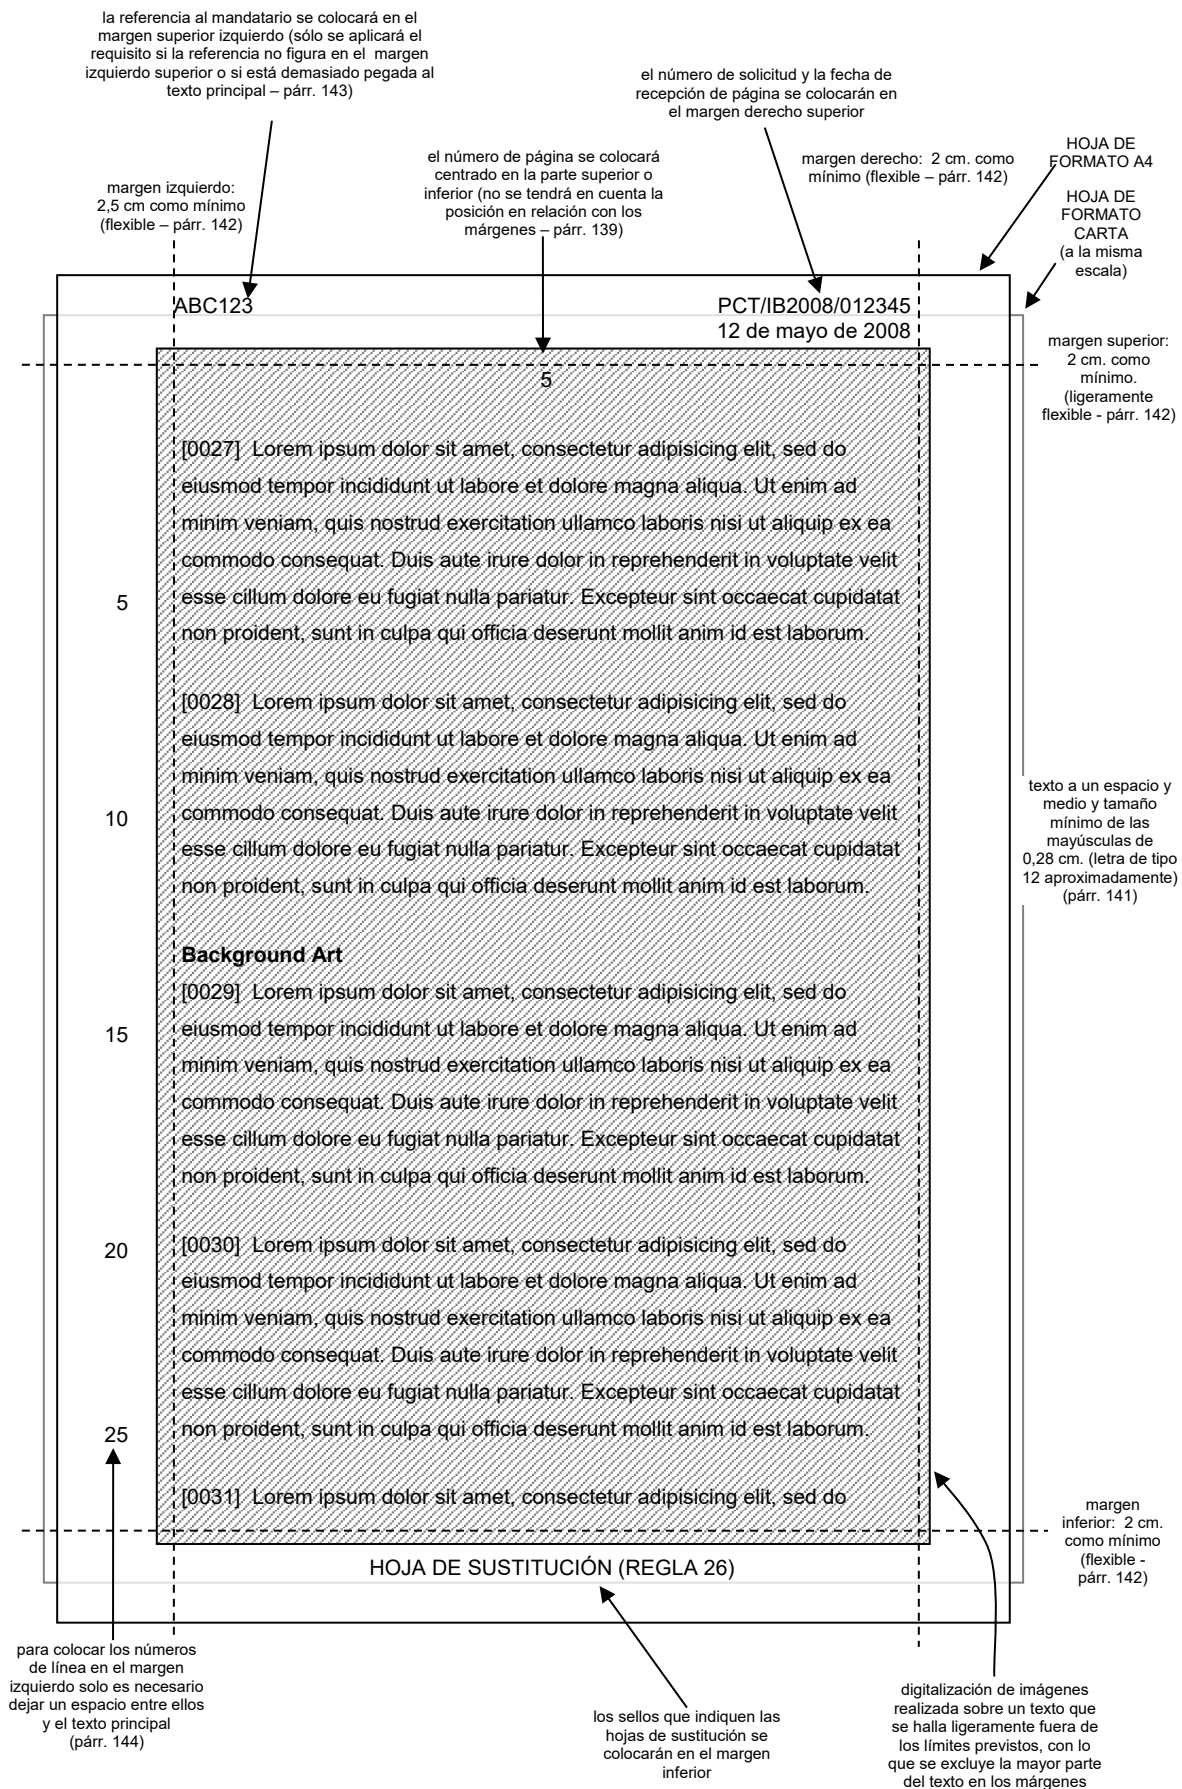 la referencia al mandatario se colocará en el
margen superior izquierdo (sólo se aplicará el
requisito si la referencia no figura en el margen
izquierdo superior o si está demasiado pegada al
texto principal – párr. 143)
el número de solicitud y la fecha de
recepción de página se colocarán en
el margen derecho superior
HOJA DE
FORMATO A4
el número de página se colocará
centrado en la parte superior o
inferior (no se tendrá en cuenta la
posición en relación con los
márgenes – párr. 139)
margen derecho: 2 cm. como
mínimo (flexible – párr. 142)
margen izquierdo:
2,5 cm como mínimo
(flexible – párr. 142)
HOJA DE
FORMATO
CARTA
(a la misma
escala)
ABC123
PCT/IB2008/012345
12 de mayo de 2008
margen superior:
2 cm. como
mínimo.
(ligeramente
flexible - párr. 142)
5
[0027] Lorem ipsum dolor sit amet, consectetur adipisicing elit, sed do
eiusmod tempor incididunt ut labore et dolore magna aliqua. Ut enim ad
minim veniam, quis nostrud exercitation ullamco laboris nisi ut aliquip ex ea
commodo consequat. Duis aute irure dolor in reprehenderit in voluptate velit
5 esse cillum dolore eu fugiat nulla pariatur. Excepteur sint occaecat cupidatat
non proident, sunt in culpa qui officia deserunt mollit anim id est laborum.
[0028] Lorem ipsum dolor sit amet, consectetur adipisicing elit, sed do
eiusmod tempor incididunt ut labore et dolore magna aliqua. Ut enim ad
minim veniam, quis nostrud exercitation ullamco laboris nisi ut aliquip ex ea
10 commodo consequat. Duis aute irure dolor in reprehenderit in voluptate velit
esse cillum dolore eu fugiat nulla pariatur. Excepteur sint occaecat cupidatat
non proident, sunt in culpa qui officia deserunt mollit anim id est laborum.
texto a un espacio y
medio y tamaño
mínimo de las
mayúsculas de
0,28 cm. (letra de tipo
12 aproximadamente)
(párr. 141)
Background Art
[0029] Lorem ipsum dolor sit amet, consectetur adipisicing elit, sed do
15 eiusmod tempor incididunt ut labore et dolore magna aliqua. Ut enim ad
minim veniam, quis nostrud exercitation ullamco laboris nisi ut aliquip ex ea
commodo consequat. Duis aute irure dolor in reprehenderit in voluptate velit
esse cillum dolore eu fugiat nulla pariatur. Excepteur sint occaecat cupidatat
non proident, sunt in culpa qui officia deserunt mollit anim id est laborum.
20 [0030] Lorem ipsum dolor sit amet, consectetur adipisicing elit, sed do
eiusmod tempor incididunt ut labore et dolore magna aliqua. Ut enim ad
minim veniam, quis nostrud exercitation ullamco laboris nisi ut aliquip ex ea
commodo consequat. Duis aute irure dolor in reprehenderit in voluptate velit
esse cillum dolore eu fugiat nulla pariatur. Excepteur sint occaecat cupidatat
25 non proident, sunt in culpa qui officia deserunt mollit anim id est laborum.
[0031] Lorem ipsum dolor sit amet, consectetur adipisicing elit, sed do
margen
inferior: 2 cm.
como mínimo
(flexible -
párr. 142)
HOJA DE SUSTITUCIÓN (REGLA 26)
para colocar los números
de línea en el margen
izquierdo solo es necesario
dejar un espacio entre ellos
y el texto principal
(párr. 144)
los sellos que indiquen las
hojas de sustitución se
colocarán en el margen
inferior
digitalización de imágenes
realizada sobre un texto que
se halla ligeramente fuera de
los límites previstos, con lo
que se excluye la mayor parte
del texto en los márgenes